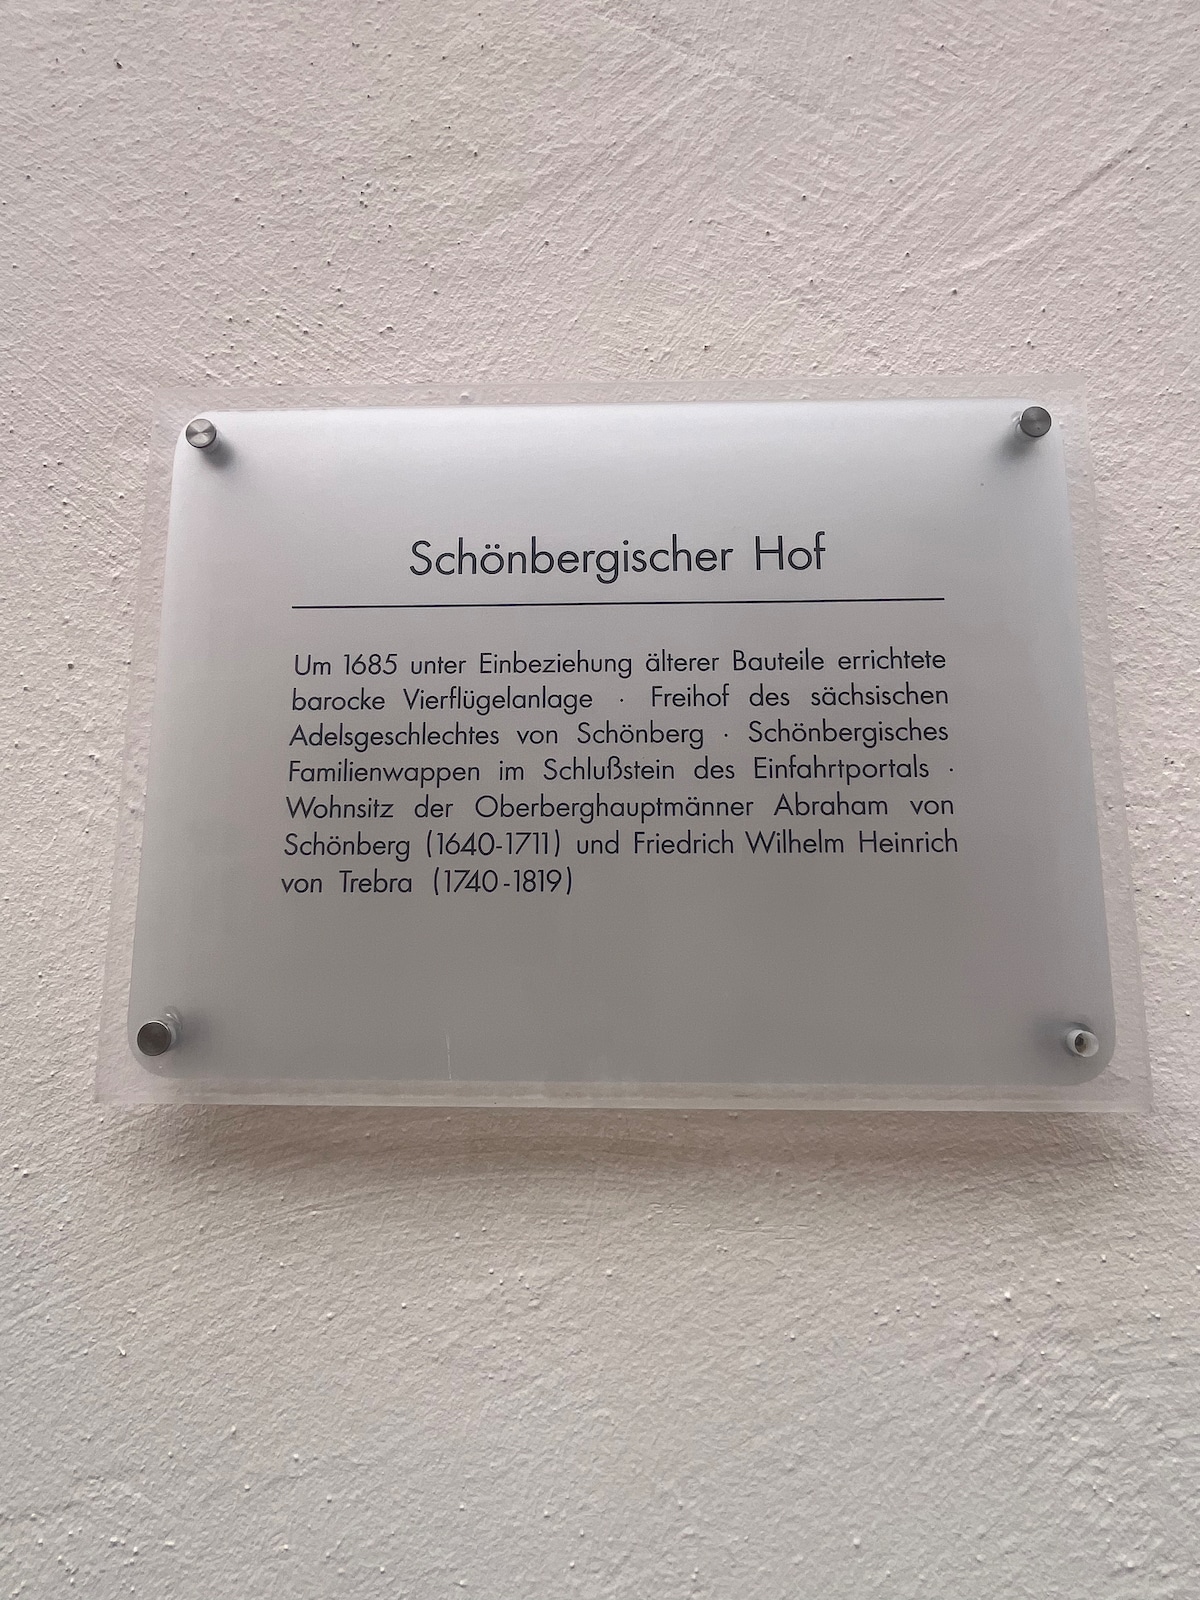 Schönbergischer Hof
Um 1685 unter Einbeziehung älterer Bauteile errichtete
barocke Vierflügelanlage · Freihof des sächsischen
Adelsgeschlechtes von Schönberg · Schönbergisches
Familienwappen im Schlußstein des Einfahrtportals ·
Wohnsitz der Oberberghauptmänner Abraham von
Schönberg (1640-1711) und Friedrich Wilhelm Heinrich
von Trebra (1740-1819)